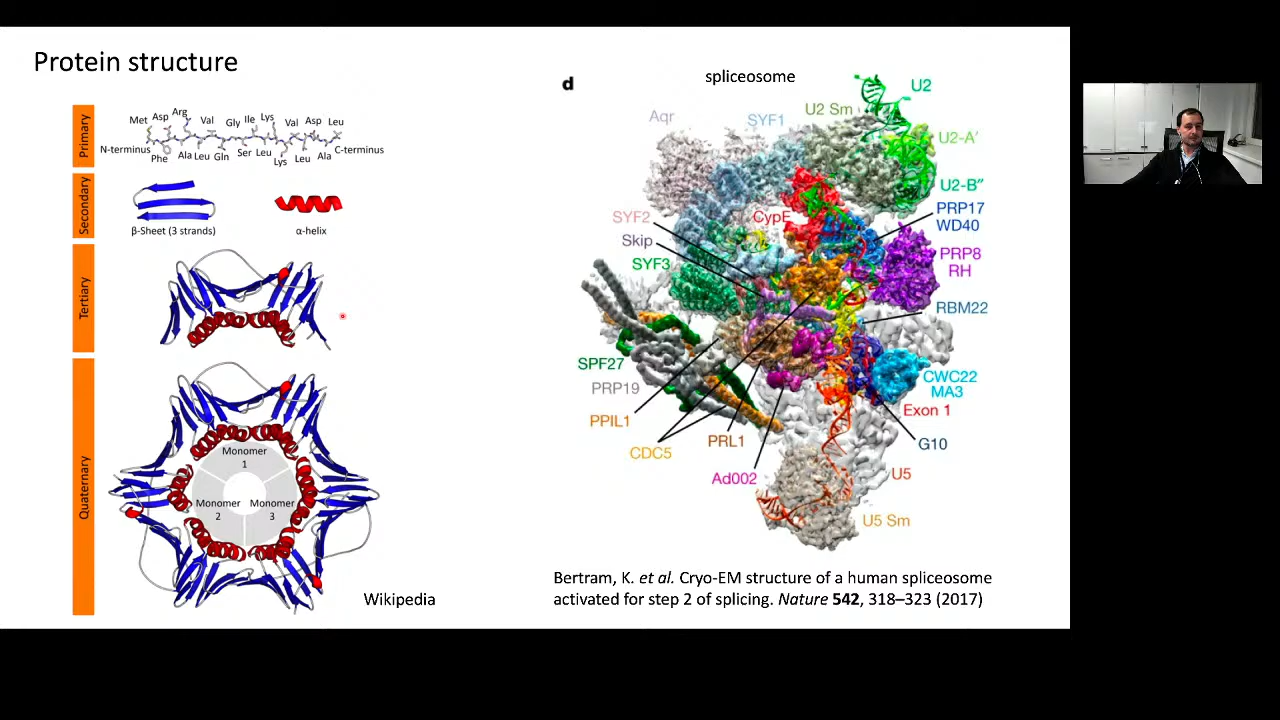 Protein structure
Primary
Met Asp Arg Val Gly Ile Lys Val Asp Leu
N-terminus
C-terminus
Phe Ala Leu Gln Ser Leu Lys Leu Ala
Secondary
β-Sheet (3 strands)
α-helix
Tertiary
Quaternary
Monomer
1
Monomer
2
Monomer
3
Wikipedia
d
spliceosome
U2
U2 Sm
Aqr
SYF1
U2-A′
U2-B″
SYF2
CypE
PRP17
WD40
Skip
SYF3
PRP8
RH
RBM22
SPF27
PRP19
CWC22
MA3
PPIL1
Exon 1
CDC5
PRL1
G10
Ad002
U5
U5 Sm
Bertram, K. et al. Cryo-EM structure of a human spliceosome
activated for step 2 of splicing. Nature 542, 318–323 (2017)